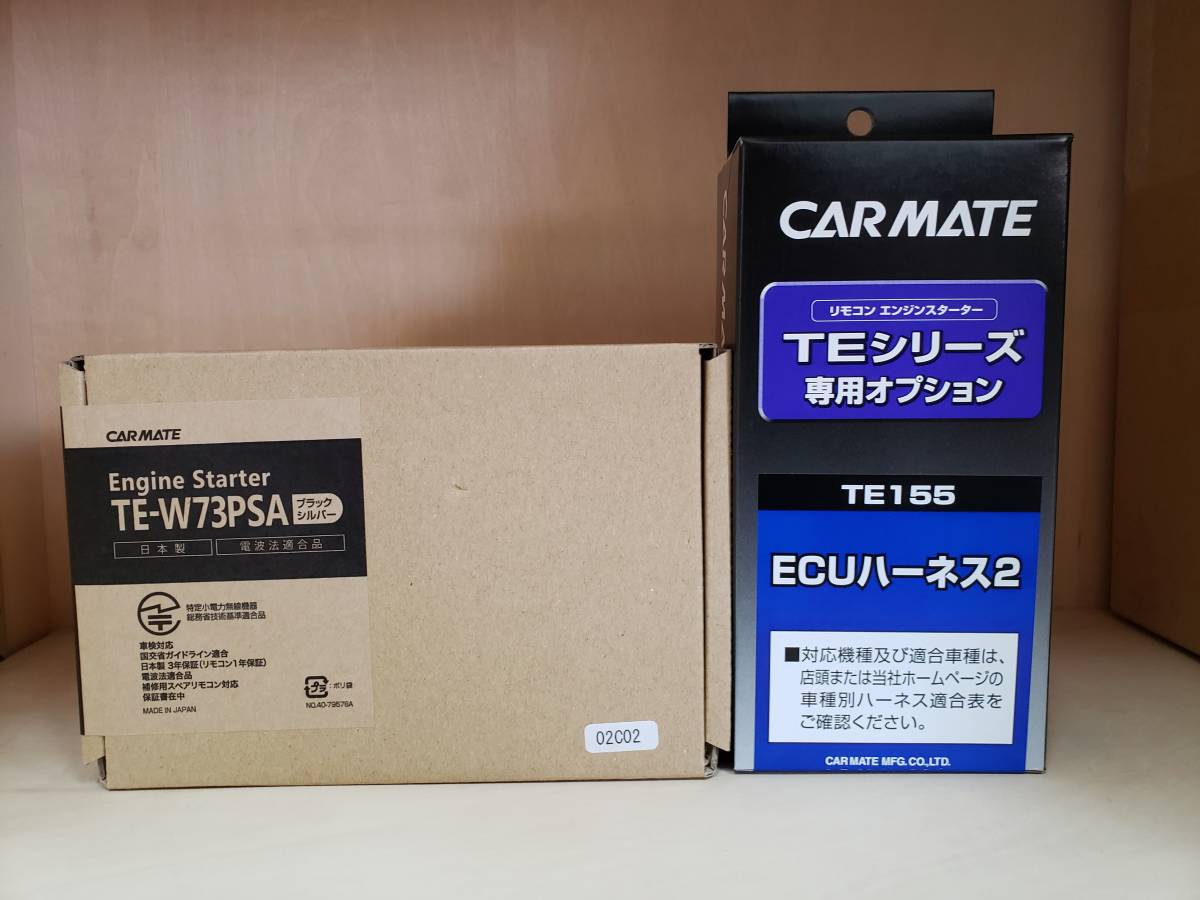 CARMATE
Engine Starter
TE-W73PSA
ブラック
シルバー
日本製
電波法適合品
特定小電力無線機器
総務省技術基準適合品
車検対応
国交省ガイドライン適合
日本製 3年保証(リモコン1年保証)
電波法適合品
補修用スペアリモコン対応
保証書在中
MADE IN JAPAN
プラ
:ポリ袋
NO.40-79576A
02C02
CAR MATE
リモコン エンジンスターター
TEシリーズ
専用オプション
TE155
ECUハーネス2
■対応機種及び適合車種は、
店頭または当社ホームページの
車種別ハーネス適合表を
ご確認ください。
CAR MATE MFG. CO.,LTD.